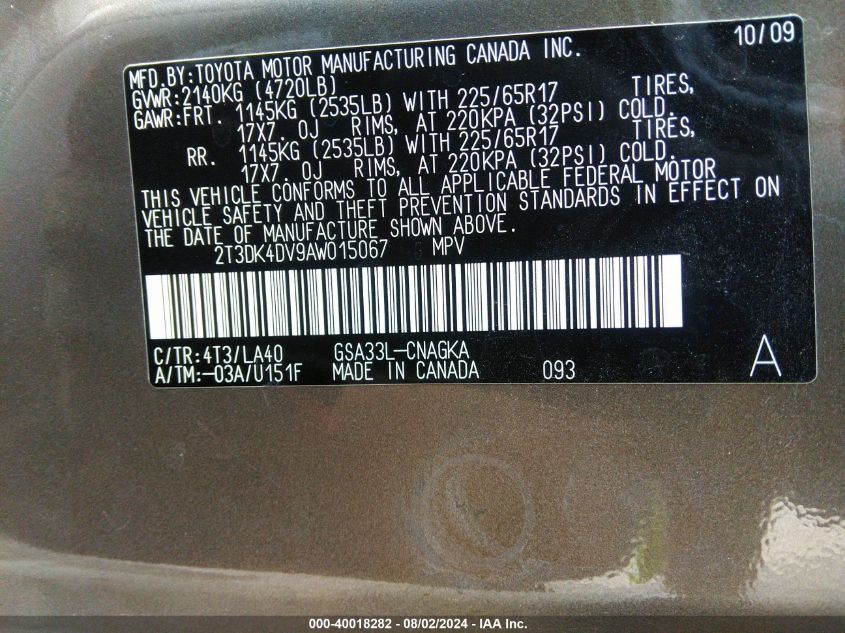 10/09
MFD.BY:TOYOTA MOTOR MANUFACTURING CANADA INC.
GVWR:2140KG (4720LB)
GAWR:FRT. 1145KG (2535LB) WITH 225/65R17 TIRES,
17X7. 0J RIMS, AT 220KPA (32PSI) COLD.
RR. 1145KG (2535LB) WITH 225/65R17 TIRES,
17X7. 0J RIMS, AT 220KPA (32PSI) COLD.
THIS VEHICLE CONFORMS TO ALL APPLICABLE FEDERAL MOTOR
VEHICLE SAFETY AND THEFT PREVENTION STANDARDS IN EFFECT ON
THE DATE OF MANUFACTURE SHOWN ABOVE.
2T3DK4DV9AW015067 MPV
C/TR:4T3/LA40 GSA33L-CNAGKA
A/TM:-03A/U151F MADE IN CANADA 093 A
000-40018282 - 08/02/2024 - IAA Inc.